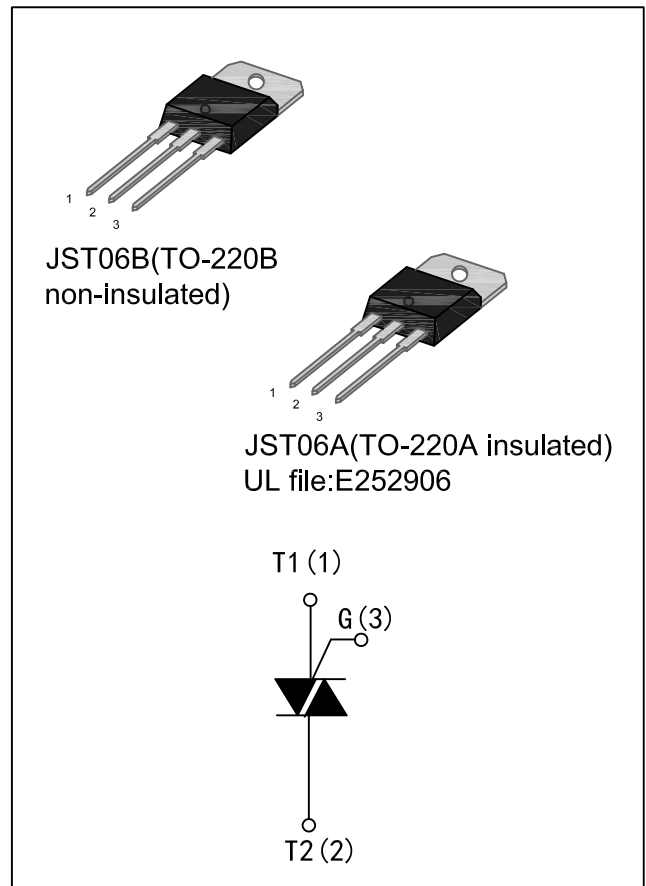 1
2
3
JST06B(TO-220B
non-insulated)
1
2
3
JST06A(TO-220A insulated)
UL file:E252906
T1(1)
G(3)
T2(2)